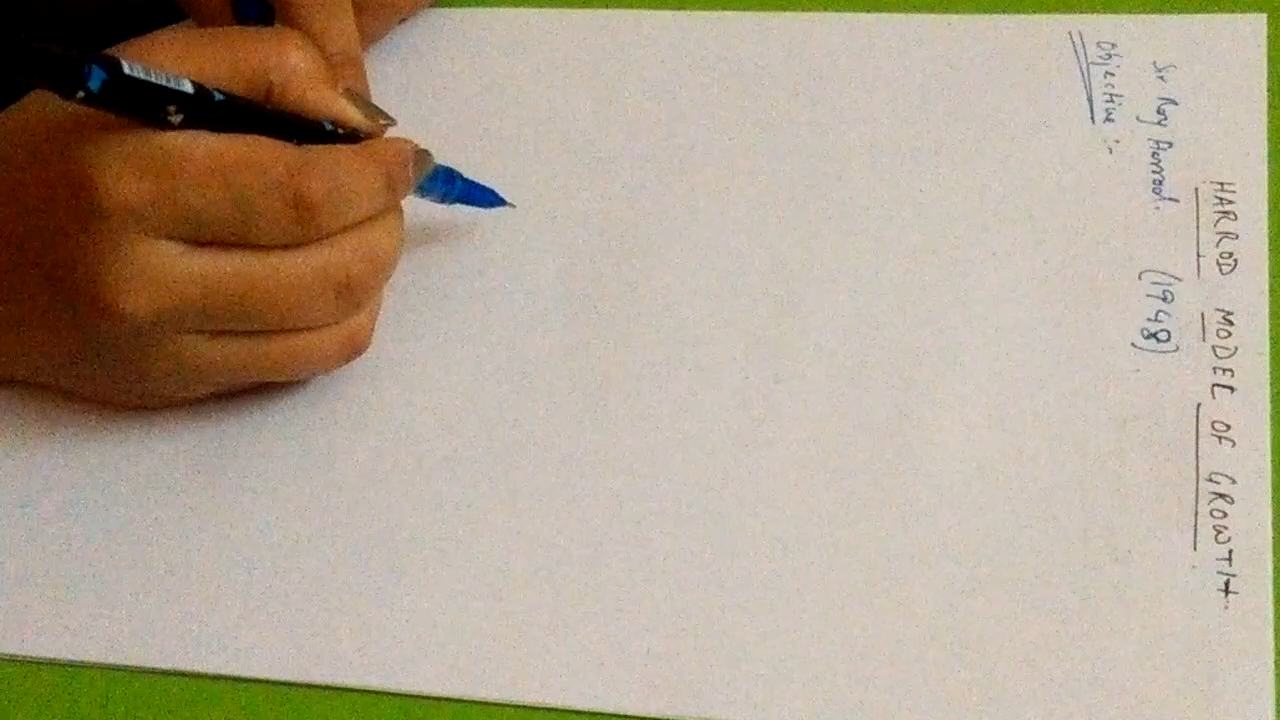 HARROD MODEL OF GROWTH
Sir Roy Harrod. (1948)
Objective :-